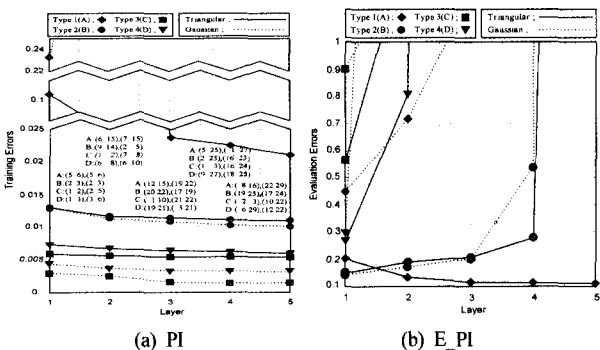 Type 1(A) ; Type 3(C) ; Triangular ;
Type 2(B) ; Type 4(D) ; Gaussian ;
0.24
0.22
0.1
0.025
0.02
0.015
0.01
0.005
0
Training Errors
A:(6 15),(7 15)
B:(9 14),(2 5)
C:(1 2),(7 8)
D:(6 8),(6 10)
A:(5 6),(5 6)
B:(2 3),(2 3)
C:(1 2),(2 5)
D:(1 3),(3 6)
A:(12 15),(19 22)
B:(20 22),(17 19)
C:(1 10),(21 22)
D:(19 21),(3 21)
A:(5 25),(1 27)
B:(2 25),(16 23)
C:(1 3),(16 24)
D:(9 27),(18 25)
A:(8 16),(22 29)
B:(19 25),(17 24)
C:(2 3),(10 22)
D:(6 29),(12 22)
1 2 3 4 5
Layer
(a) PI
Type 1(A) ; Type 3(C) ; Triangular ;
Type 2(B) ; Type 4(D) ; Gaussian ;
1
0.9
0.8
0.7
0.6
0.5
0.4
0.3
0.2
0.1
Evaluation Errors
1 2 3 4 5
Layer
(b) E_PI